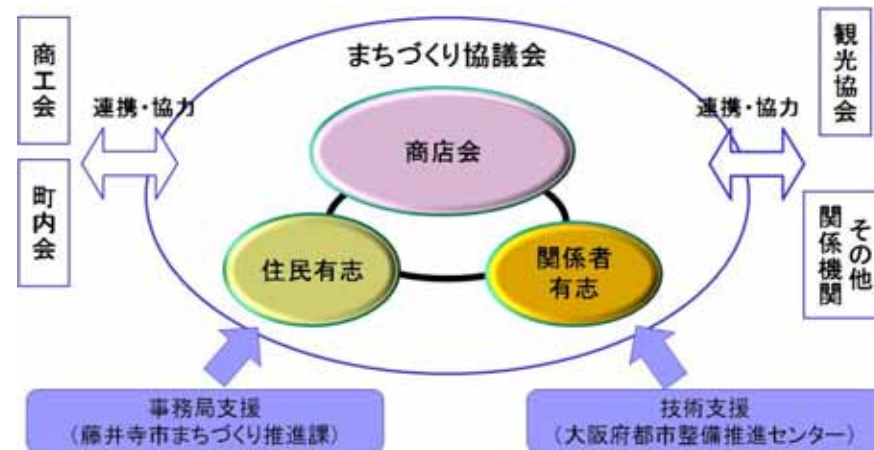 まちづくり協議会
商工会
町内会
連携・協力
商店会
住民有志
関係者
有志
連携・協力
観光協会
その他
関係機関
事務局支援
（藤井寺市まちづくり推進課）
技術支援
（大阪府都市整備推進センター）